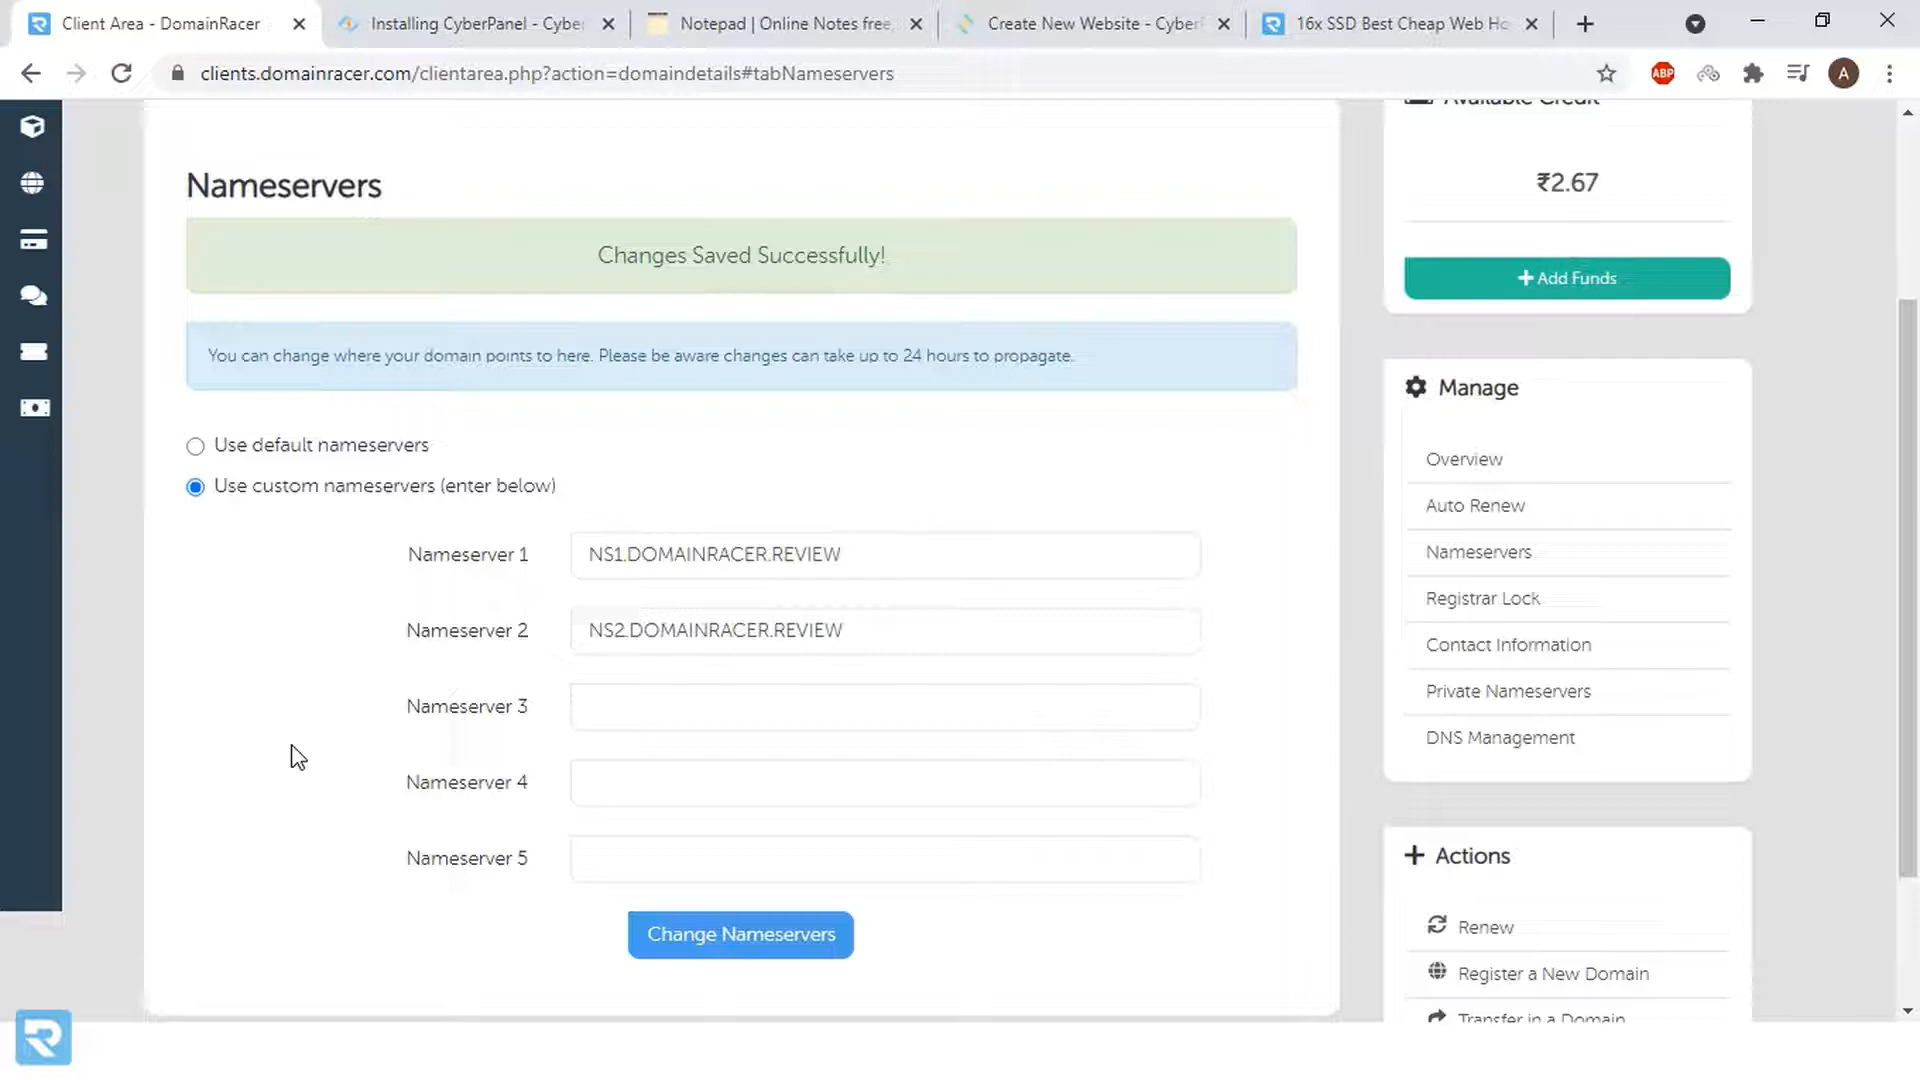 Client Area - DomainRacer
Installing CyberPanel - Cybe
Notepad | Online Notes free
Create New Website - Cyber
16x SSD Best Cheap Web Ho
clients.domainracer.com/clientarea.php?action=domaindetails#tabNameservers
ABP
A
Available Credit
Nameservers
₹2.67
Changes Saved Successfully!
+ Add Funds
You can change where your domain points to here. Please be aware changes can take up to 24 hours to propagate.
Manage
Use default nameservers
Overview
Use custom nameservers (enter below)
Auto Renew
Nameserver 1
NS1.DOMAINRACER.REVIEW
Nameservers
Registrar Lock
Nameserver 2
NS2.DOMAINRACER.REVIEW
Contact Information
Nameserver 3
Private Nameservers
DNS Management
Nameserver 4
Nameserver 5
Actions
Change Nameservers
Renew
Register a New Domain
Transfer in a Domain